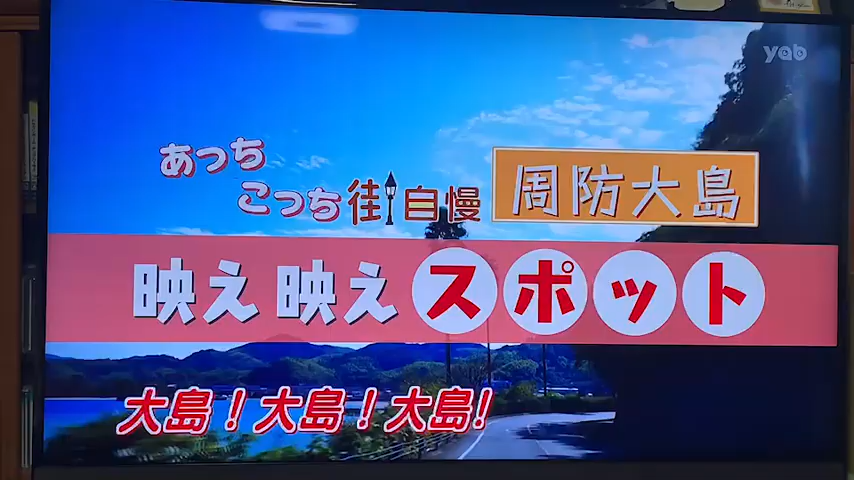 yab
あっち
こっち街自慢 周防大島
映え映えスポット
大島！大島！大島!